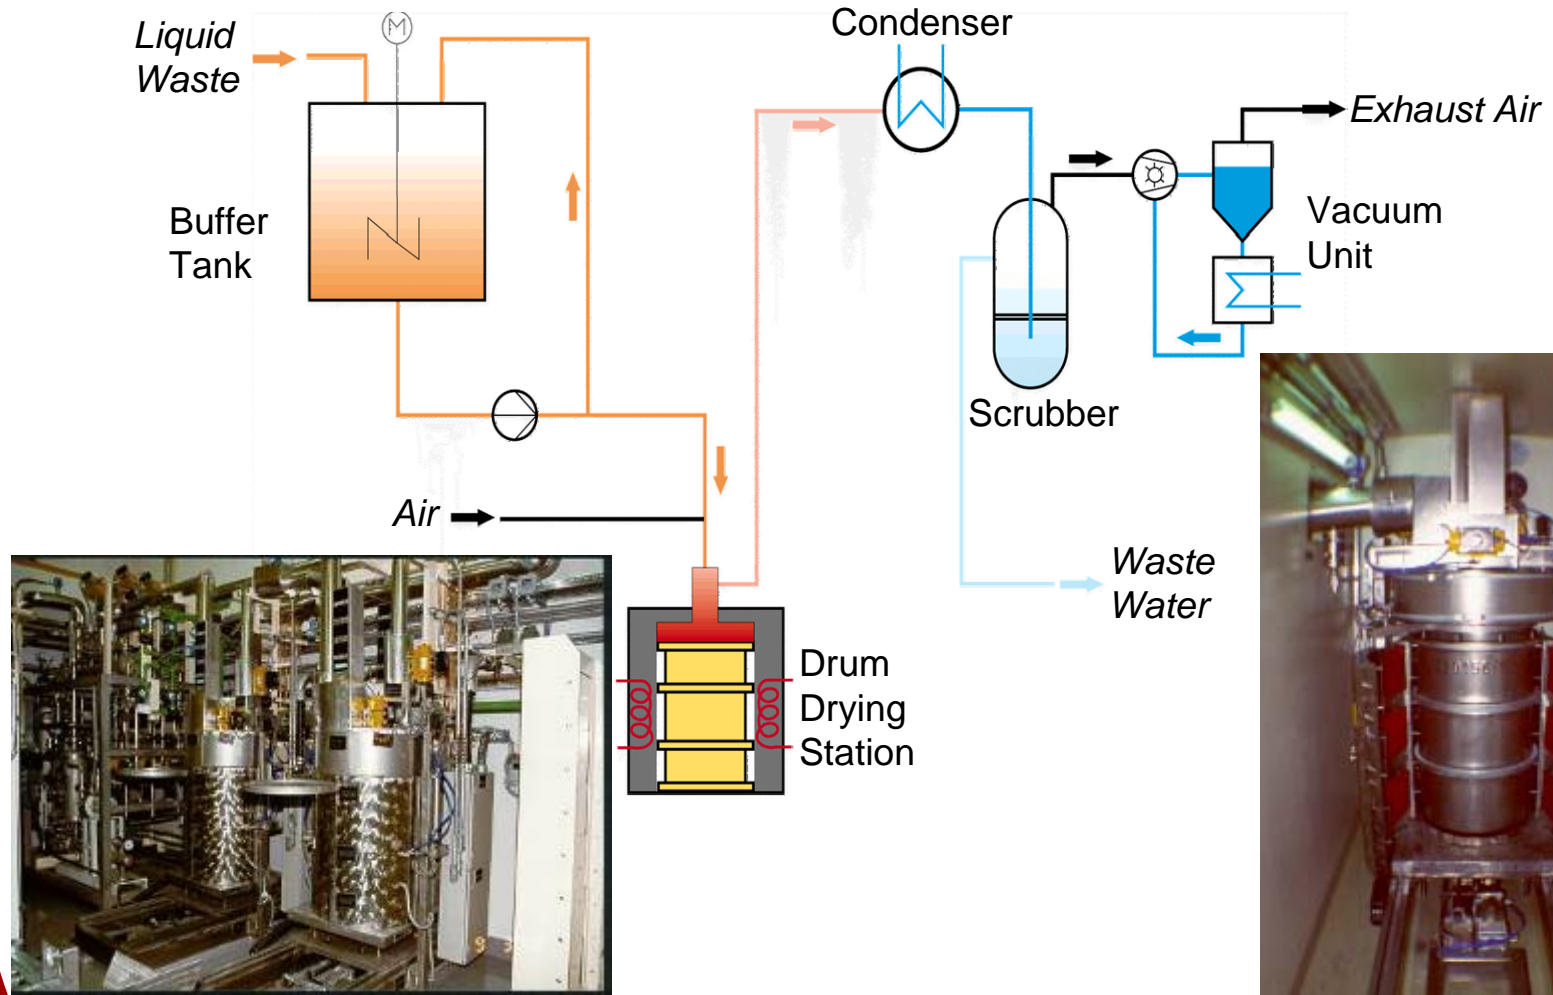 Condenser
Liquid
Waste
M
Exhaust Air
Buffer
Tank
Vacuum
Unit
Scrubber
Air
Waste
Water
Drum
Drying
Station